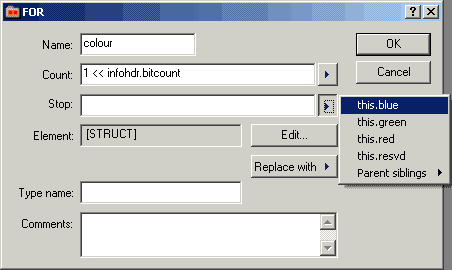 FOR
Name: colour
OK
Count: 1 << infohdr.bitcount
Cancel
Stop:
this.blue
this.green
this.red
this.resvd
Parent siblings
Element: [STRUCT]
Edit...
Replace with
Type name:
Comments: